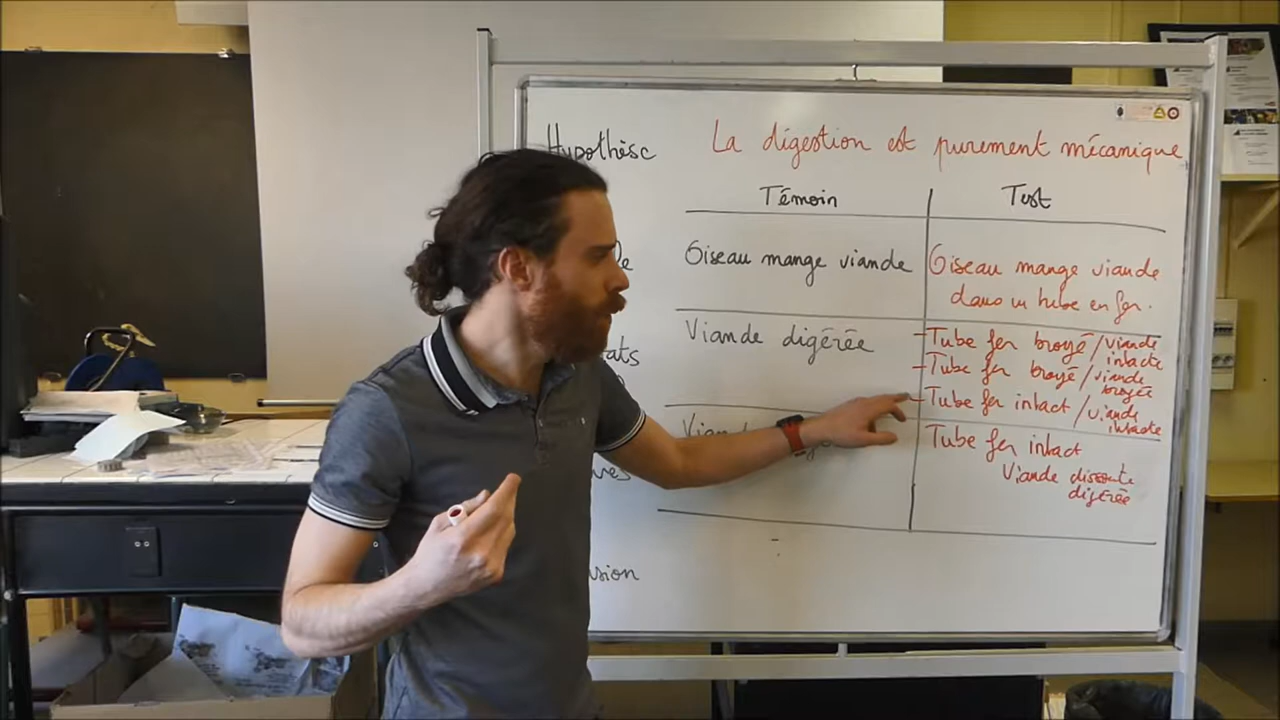 Hypothèse La digestion est purement mécanique
Témoin Test
Oiseau mange viande
Oiseau mange viande
dans un tube en fer.
Viande digérée
- Tube fer broyé / viande
intacte
- Tube fer broyé / viande
broyée
- Tube fer intact / viande
intacte
Tube fer intact
Viande dissoute
digérée